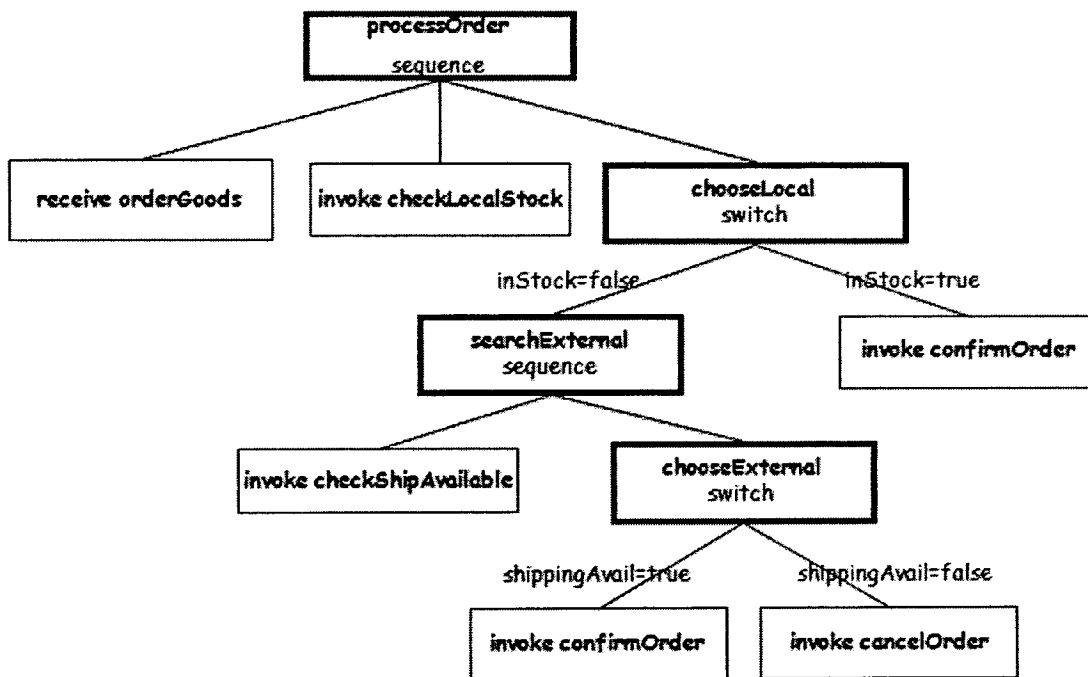 processOrder
sequence
receive orderGoods
invoke checkLocalStock
chooseLocal
switch
inStock=false
inStock=true
searchExternal
sequence
invoke confirmOrder
invoke checkShipAvailable
chooseExternal
switch
shippingAvail=true
shippingAvail=false
invoke confirmOrder
invoke cancelOrder